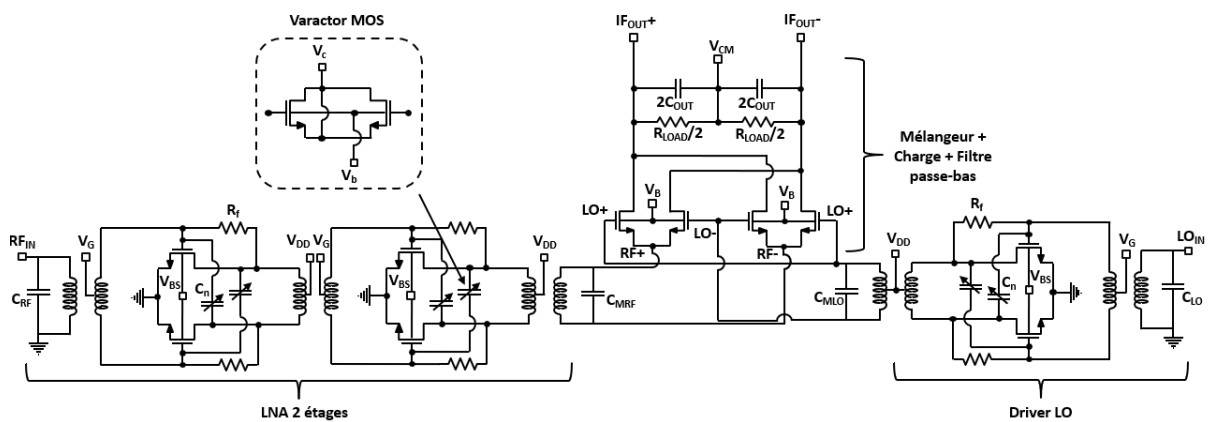 Varactor MOS
V_c
V_b
IF_OUT+
IF_OUT-
V_CM
2C_OUT
2C_OUT
R_LOAD/2
R_LOAD/2
Mélangeur +
Charge + Filtre
passe-bas
V_B
V_B
LO+
LO-
LO+
RF+
RF-
RF_IN
V_G
R_f
V_DD
V_G
V_DD
C_RF
V_BS
C_n
V_BS
C_MRF
C_MLO
V_DD
R_f
V_G
LO_IN
C_n
V_BS
C_LO
LNA 2 étages
Driver LO